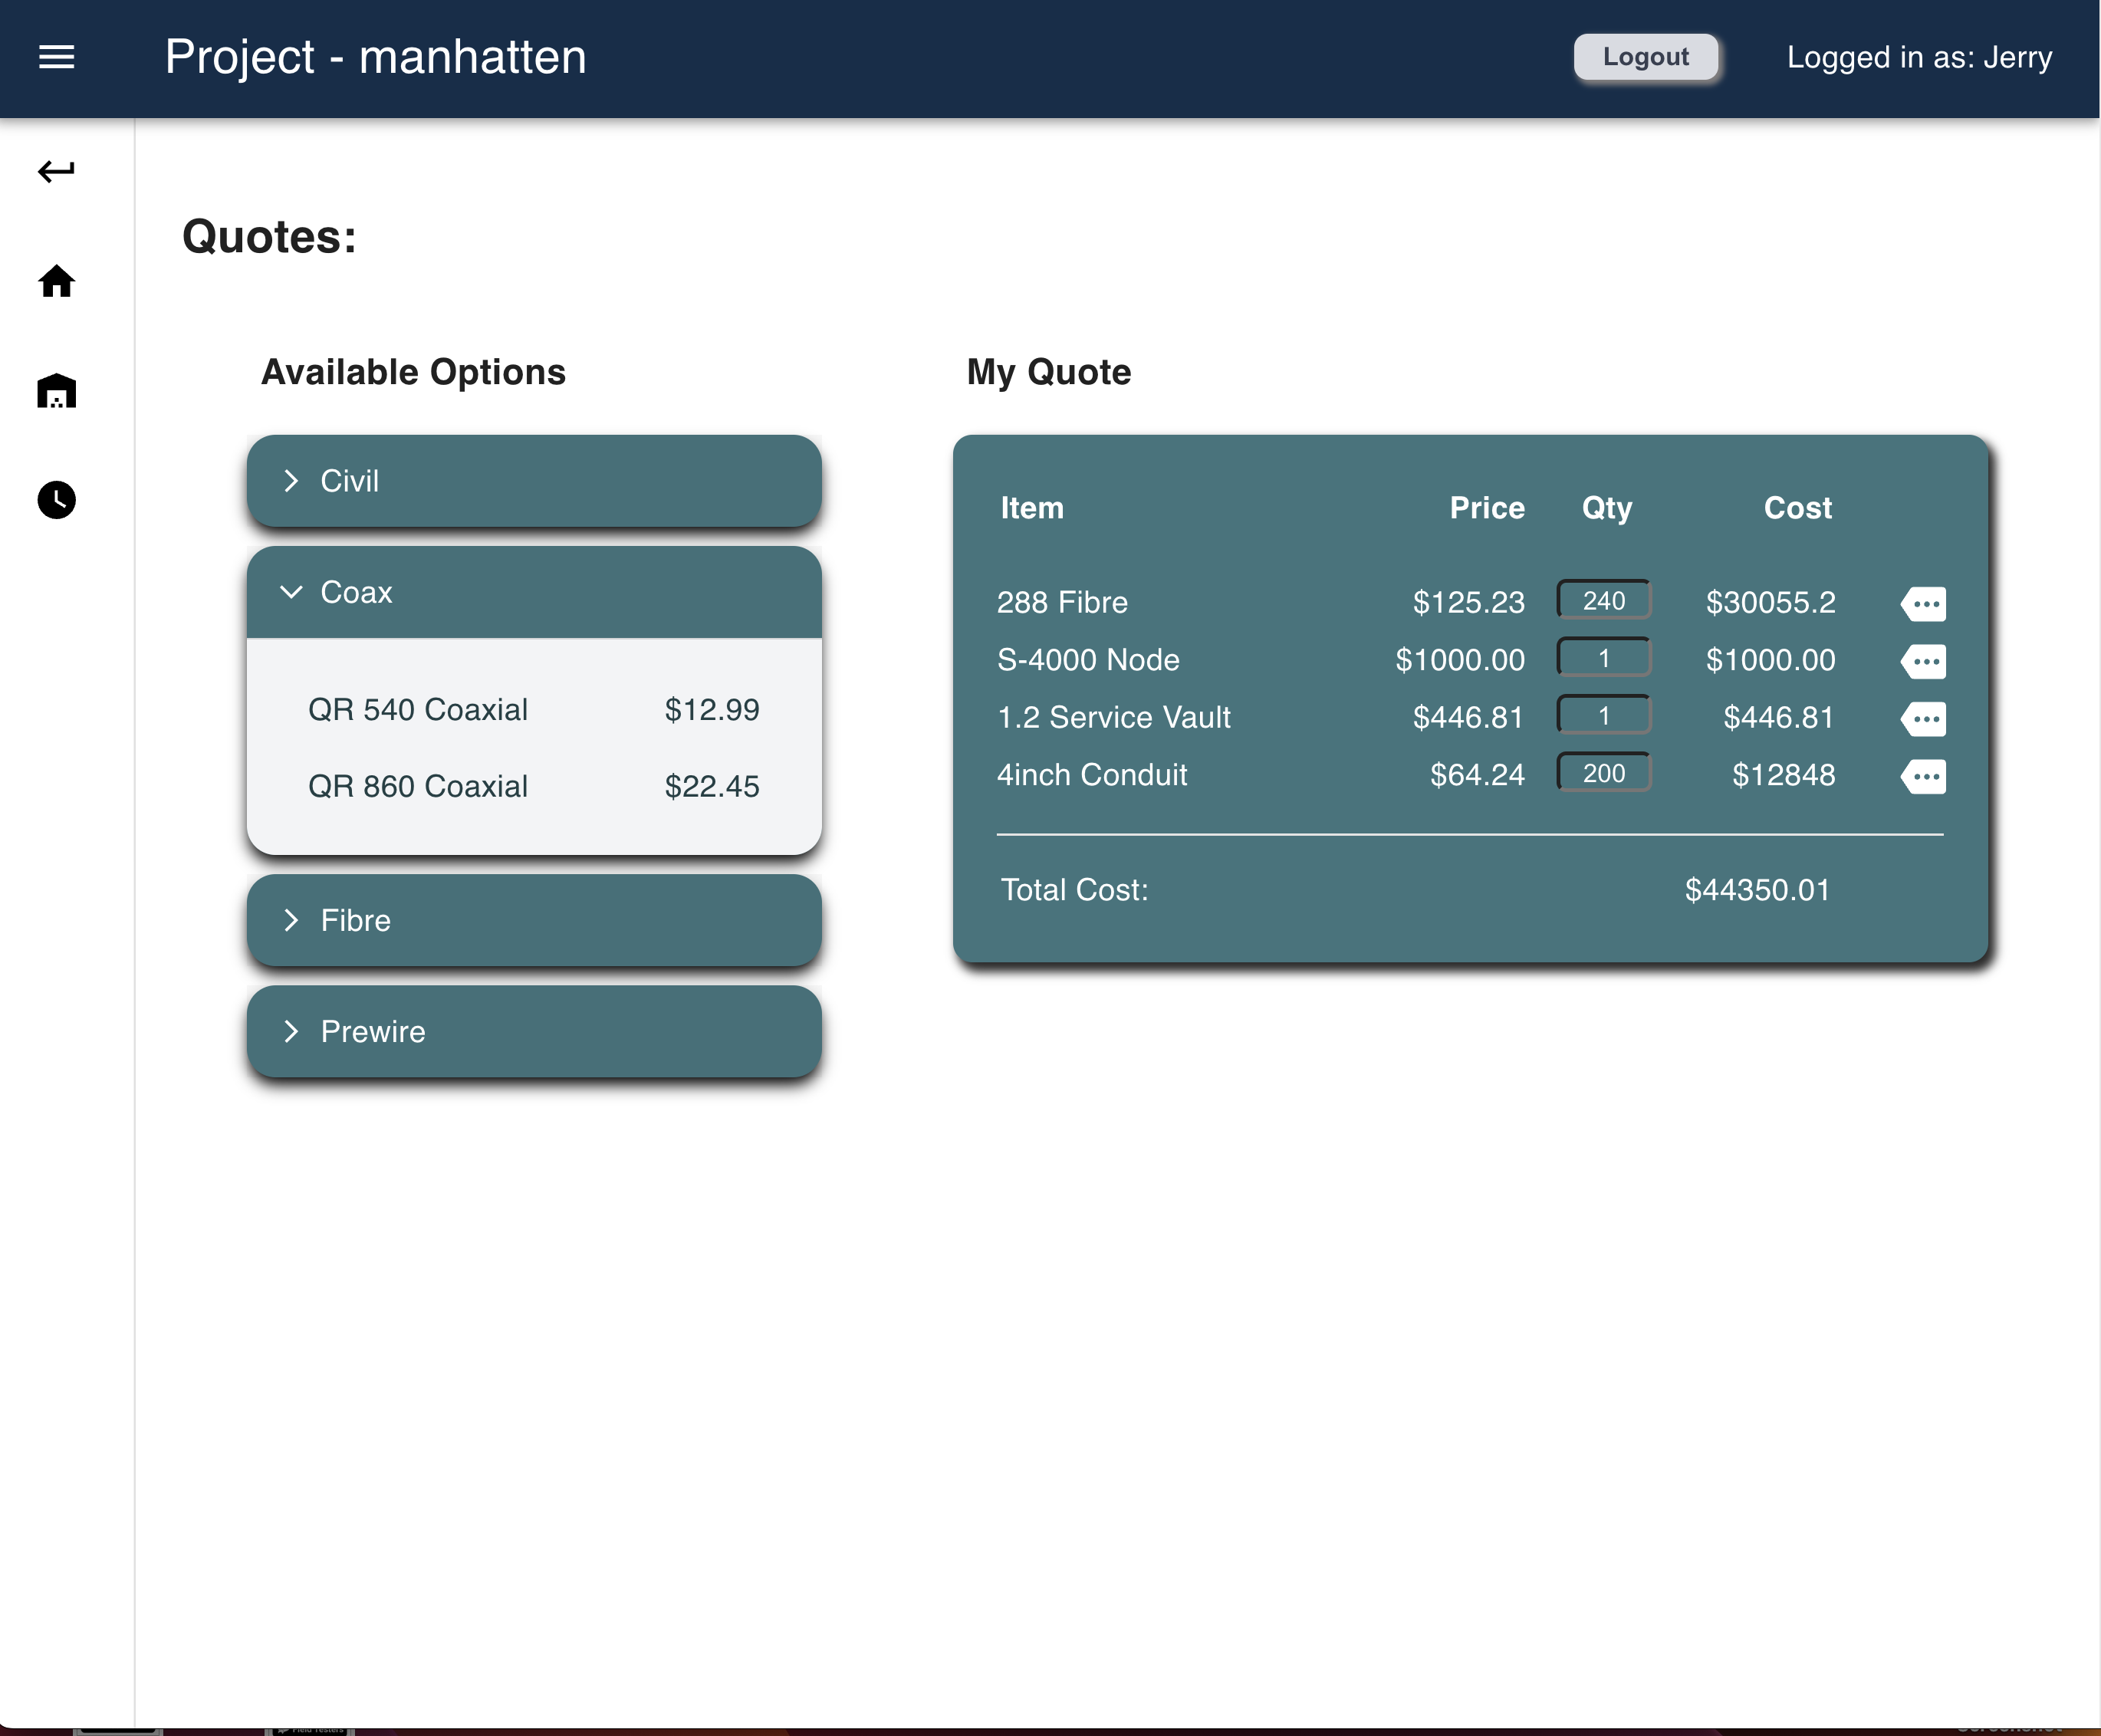 Project - manhatten
Logout
Logged in as: Jerry
Quotes:
Available Options
Civil
Coax
QR 540 Coaxial $12.99
QR 860 Coaxial $22.45
Fibre
Prewire
My Quote
Item Price Qty Cost
288 Fibre $125.23 240 $30055.2
S-4000 Node $1000.00 1 $1000.00
1.2 Service Vault $446.81 1 $446.81
4inch Conduit $64.24 200 $12848
Total Cost: $44350.01